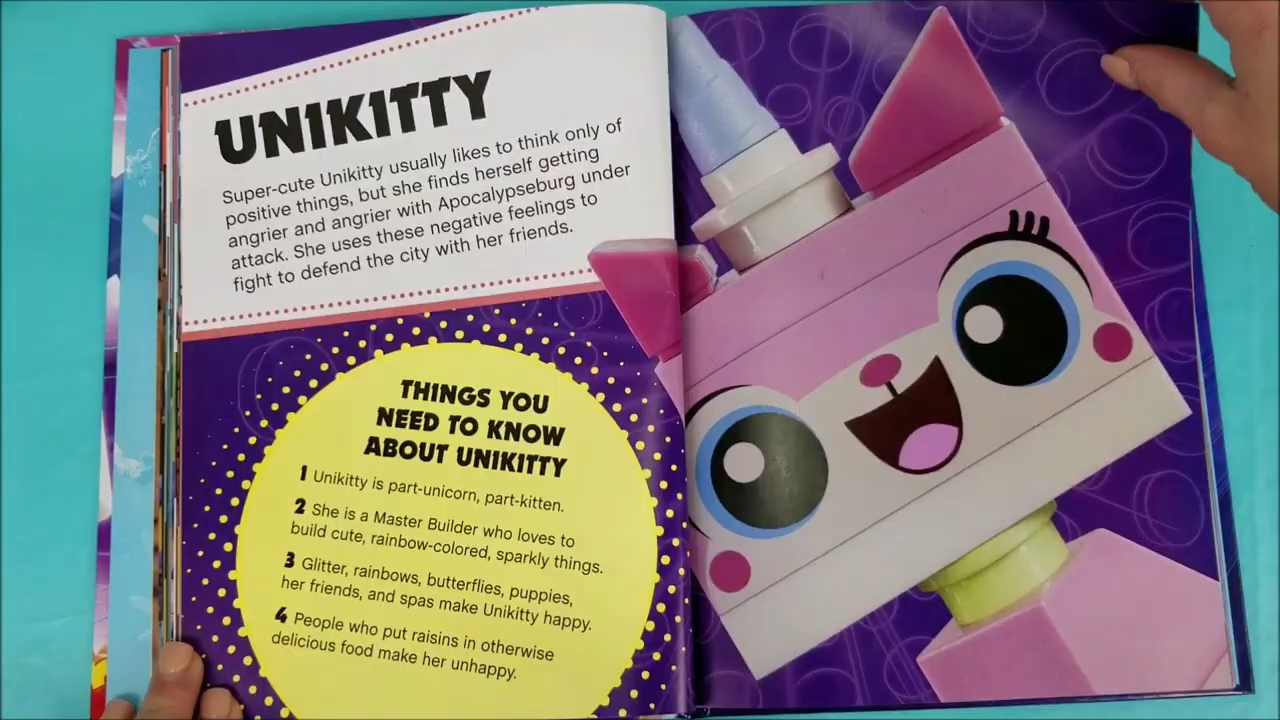 UNIKITTY
Super-cute Unikitty usually likes to think only of
positive things, but she finds herself getting
angrier and angrier with Apocalypseburg under
attack. She uses these negative feelings to
fight to defend the city with her friends.
THINGS YOU
NEED TO KNOW
ABOUT UNIKITTY
1 Unikitty is part-unicorn, part-kitten.
2 She is a Master Builder who loves to
build cute, rainbow-colored, sparkly things.
3 Glitter, rainbows, butterflies, puppies,
her friends, and spas make Unikitty happy.
4 People who put raisins in otherwise
delicious food make her unhappy.